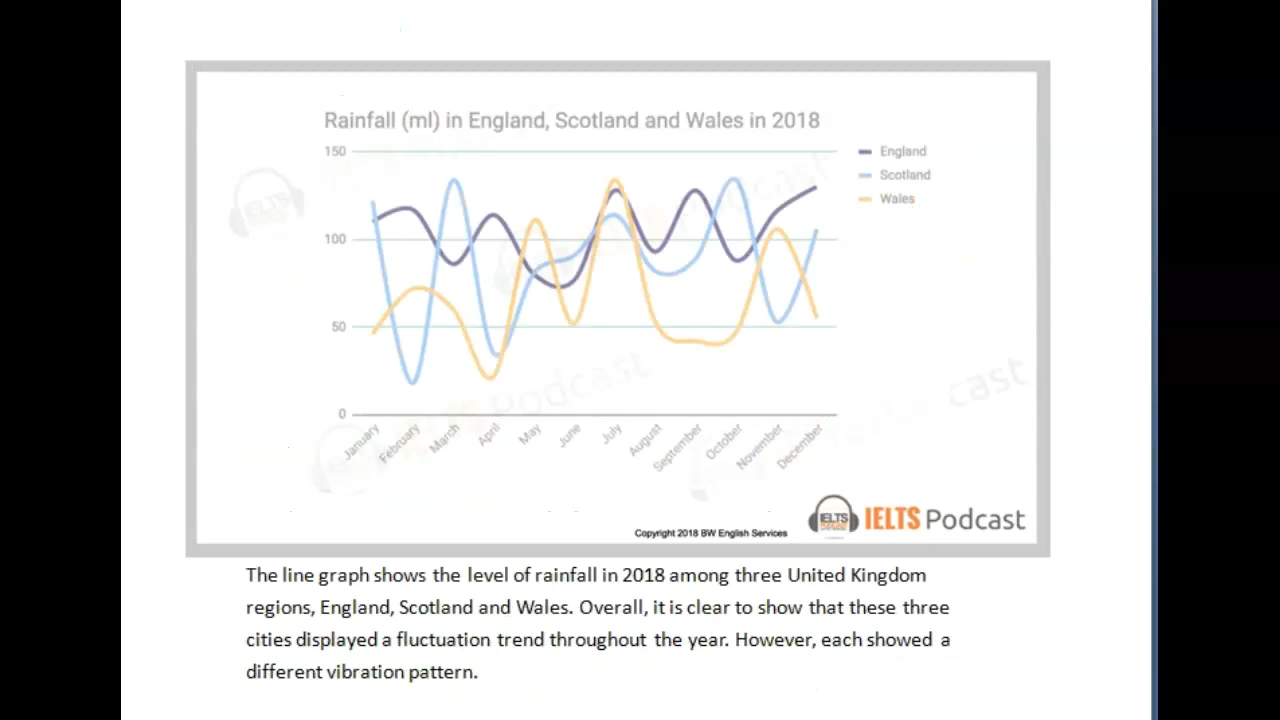 Rainfall (ml) in England, Scotland and Wales in 2018
150
100
50
0
England
Scotland
Wales
January
February
March
April
May
June
July
August
September
October
November
December
IELTS Podcast
Copyright 2018 BW English Services
The line graph shows the level of rainfall in 2018 among three United Kingdom
regions, England, Scotland and Wales. Overall, it is clear to show that these three
cities displayed a fluctuation trend throughout the year. However, each showed a
different vibration pattern.